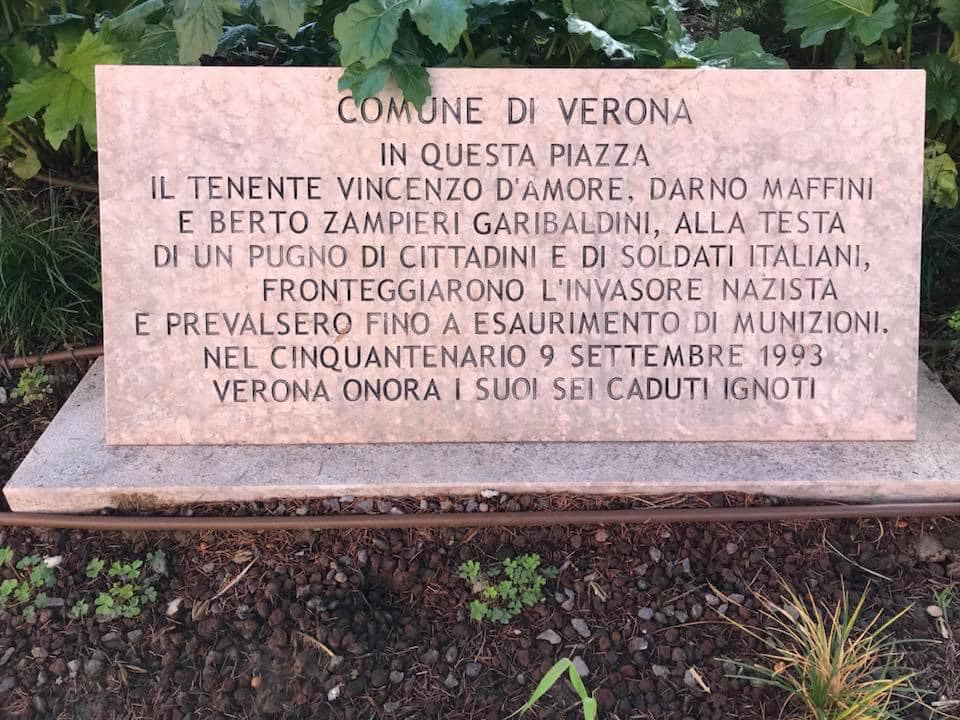 COMUNE DI VERONA
IN QUESTA PIAZZA
IL TENENTE VINCENZO D'AMORE, DARNO MAFFINI
E BERTO ZAMPIERI GARIBALDINI, ALLA TESTA
DI UN PUGNO DI CITTADINI E DI SOLDATI ITALIANI,
FRONTEGGIARONO L'INVASORE NAZISTA
E PREVALSERO FINO A ESAURIMENTO DI MUNIZIONI.
NEL CINQUANTENARIO 9 SETTEMBRE 1993
VERONA ONORA I SUOI SEI CADUTI IGNOTI